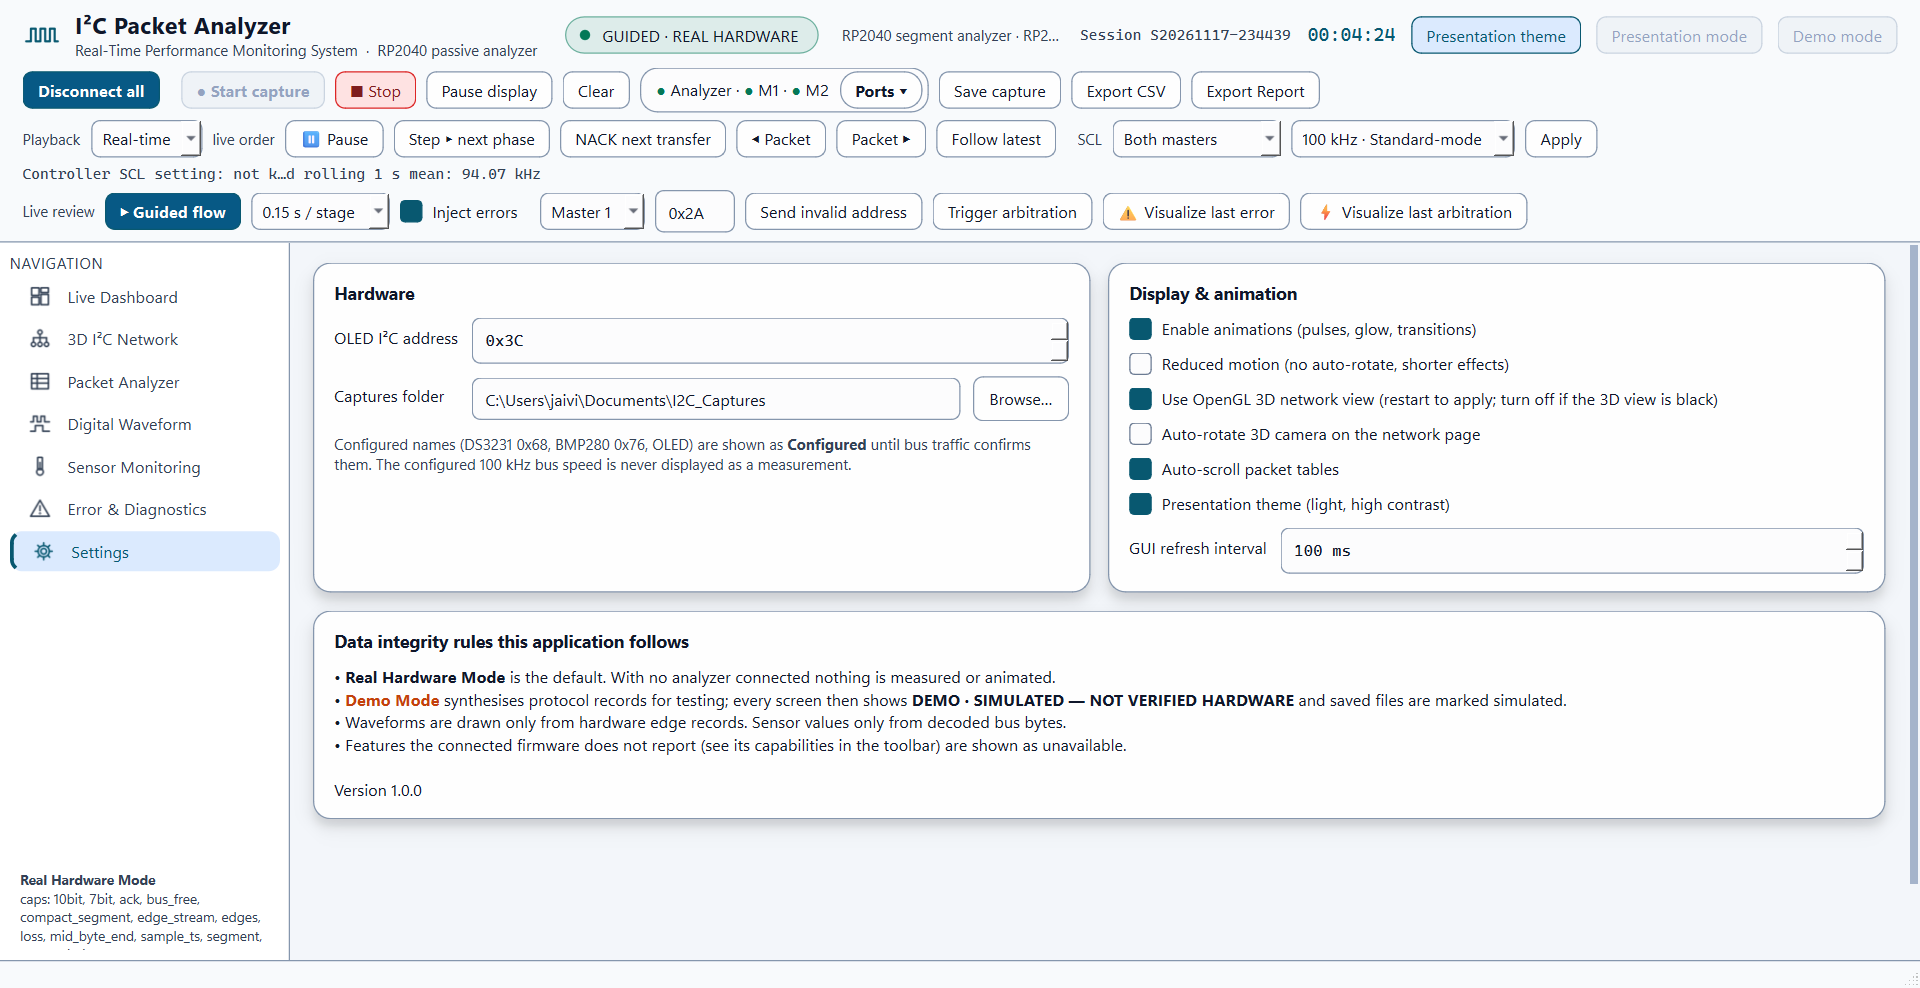 I²C Packet Analyzer
Real-Time Performance Monitoring System · RP2040 passive analyzer
● GUIDED · REAL HARDWARE
RP2040 segment analyzer · RP2...
Session S20261117-234439
00:04:24
Presentation theme
Presentation mode
Demo mode
Disconnect all
● Start capture
■ Stop
Pause display
Clear
● Analyzer · ● M1 · ● M2
Ports ▾
Save capture
Export CSV
Export Report
Playback
Real-time
live order
⏸ Pause
Step ▸ next phase
NACK next transfer
◂ Packet
Packet ▸
Follow latest
SCL
Both masters
100 kHz · Standard-mode
Apply
Controller SCL setting: not k…d rolling 1 s mean: 94.07 kHz
Live review
▸ Guided flow
0.15 s / stage
Inject errors
Master 1
0x2A
Send invalid address
Trigger arbitration
⚠ Visualize last error
⚡ Visualize last arbitration
NAVIGATION
Live Dashboard
3D I²C Network
Packet Analyzer
Digital Waveform
Sensor Monitoring
Error & Diagnostics
Settings
Real Hardware Mode
caps: 10bit, 7bit, ack, bus_free,
compact_segment, edge_stream, edges,
loss, mid_byte_end, sample_ts, segment,
Hardware
OLED I²C address
0x3C
Captures folder
C:\Users\jaivi\Documents\I2C_Captures
Browse...
Configured names (DS3231 0x68, BMP280 0x76, OLED) are shown as Configured until bus traffic confirms
them. The configured 100 kHz bus speed is never displayed as a measurement.
Display & animation
Enable animations (pulses, glow, transitions)
Reduced motion (no auto-rotate, shorter effects)
Use OpenGL 3D network view (restart to apply; turn off if the 3D view is black)
Auto-rotate 3D camera on the network page
Auto-scroll packet tables
Presentation theme (light, high contrast)
GUI refresh interval
100 ms
Data integrity rules this application follows
• Real Hardware Mode is the default. With no analyzer connected nothing is measured or animated.
• Demo Mode synthesises protocol records for testing; every screen then shows DEMO · SIMULATED — NOT VERIFIED HARDWARE and saved files are marked simulated.
• Waveforms are drawn only from hardware edge records. Sensor values only from decoded bus bytes.
• Features the connected firmware does not report (see its capabilities in the toolbar) are shown as unavailable.
Version 1.0.0